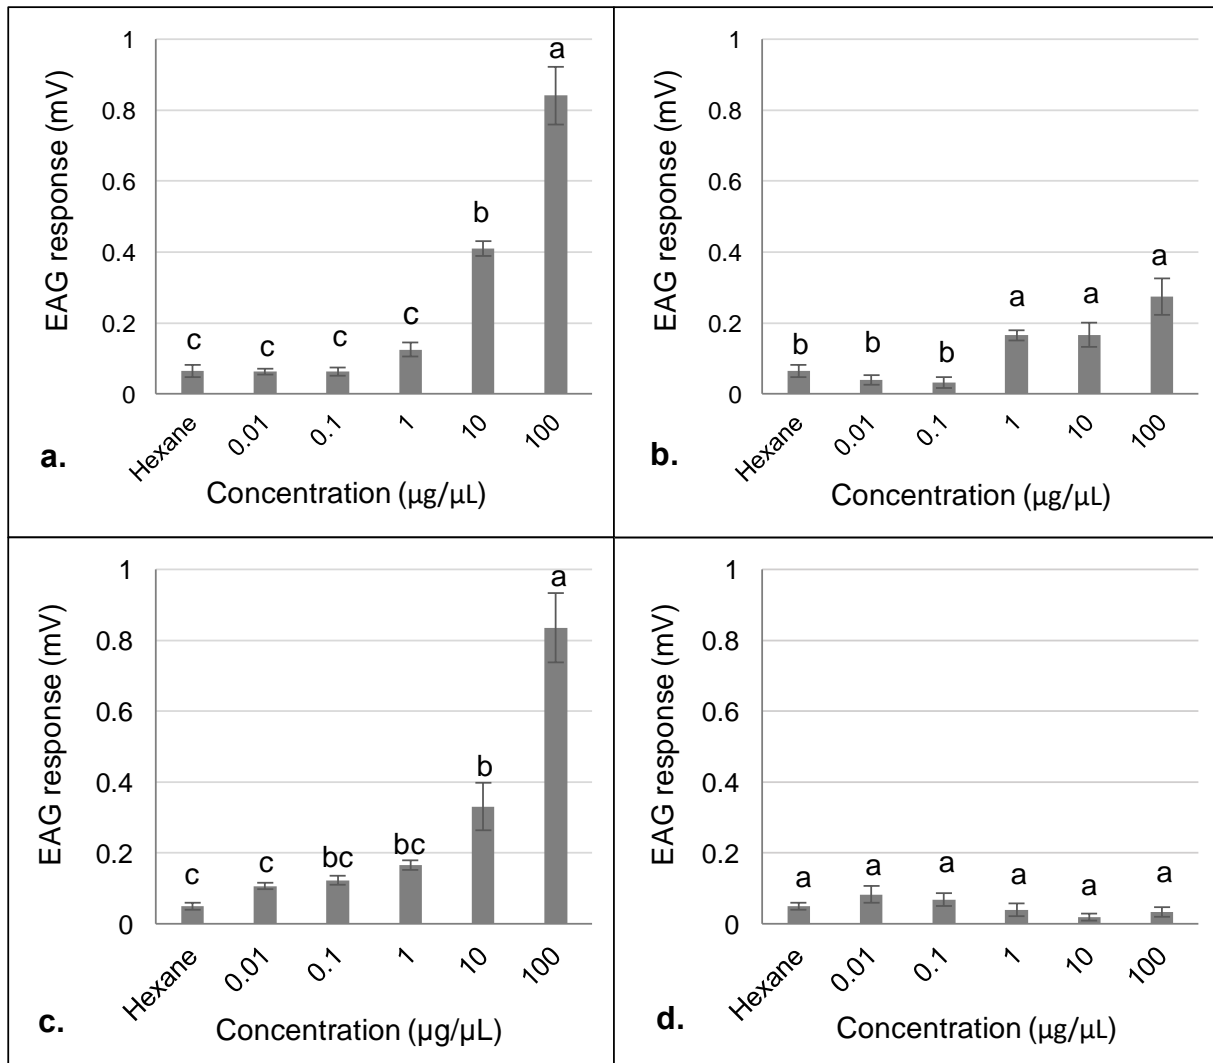 EAG response (mV)
1
0.8
0.6
0.4
0.2
0
c
c
c
c
b
a
Hexane
0.01
0.1
1
10
100
a.
Concentration (µg/µL)
EAG response (mV)
1
0.8
0.6
0.4
0.2
0
b
b
b
a
a
a
Hexane
0.01
0.1
1
10
100
b.
Concentration (µg/µL)
EAG response (mV)
1
0.8
0.6
0.4
0.2
0
c
c
bc
bc
b
a
Hexane
0.01
0.1
1
10
100
c.
Concentration (µg/µL)
EAG response (mV)
1
0.8
0.6
0.4
0.2
0
a
a
a
a
a
a
Hexane
0.01
0.1
1
10
100
d.
Concentration (µg/µL)